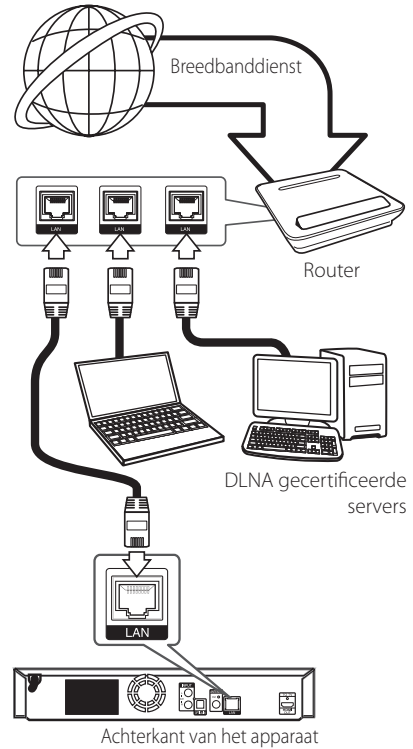 Breedbanddienst
LAN
LAN
LAN
Router
DLNA gecertificeerde
servers
LAN
Achterkant van het apparaat